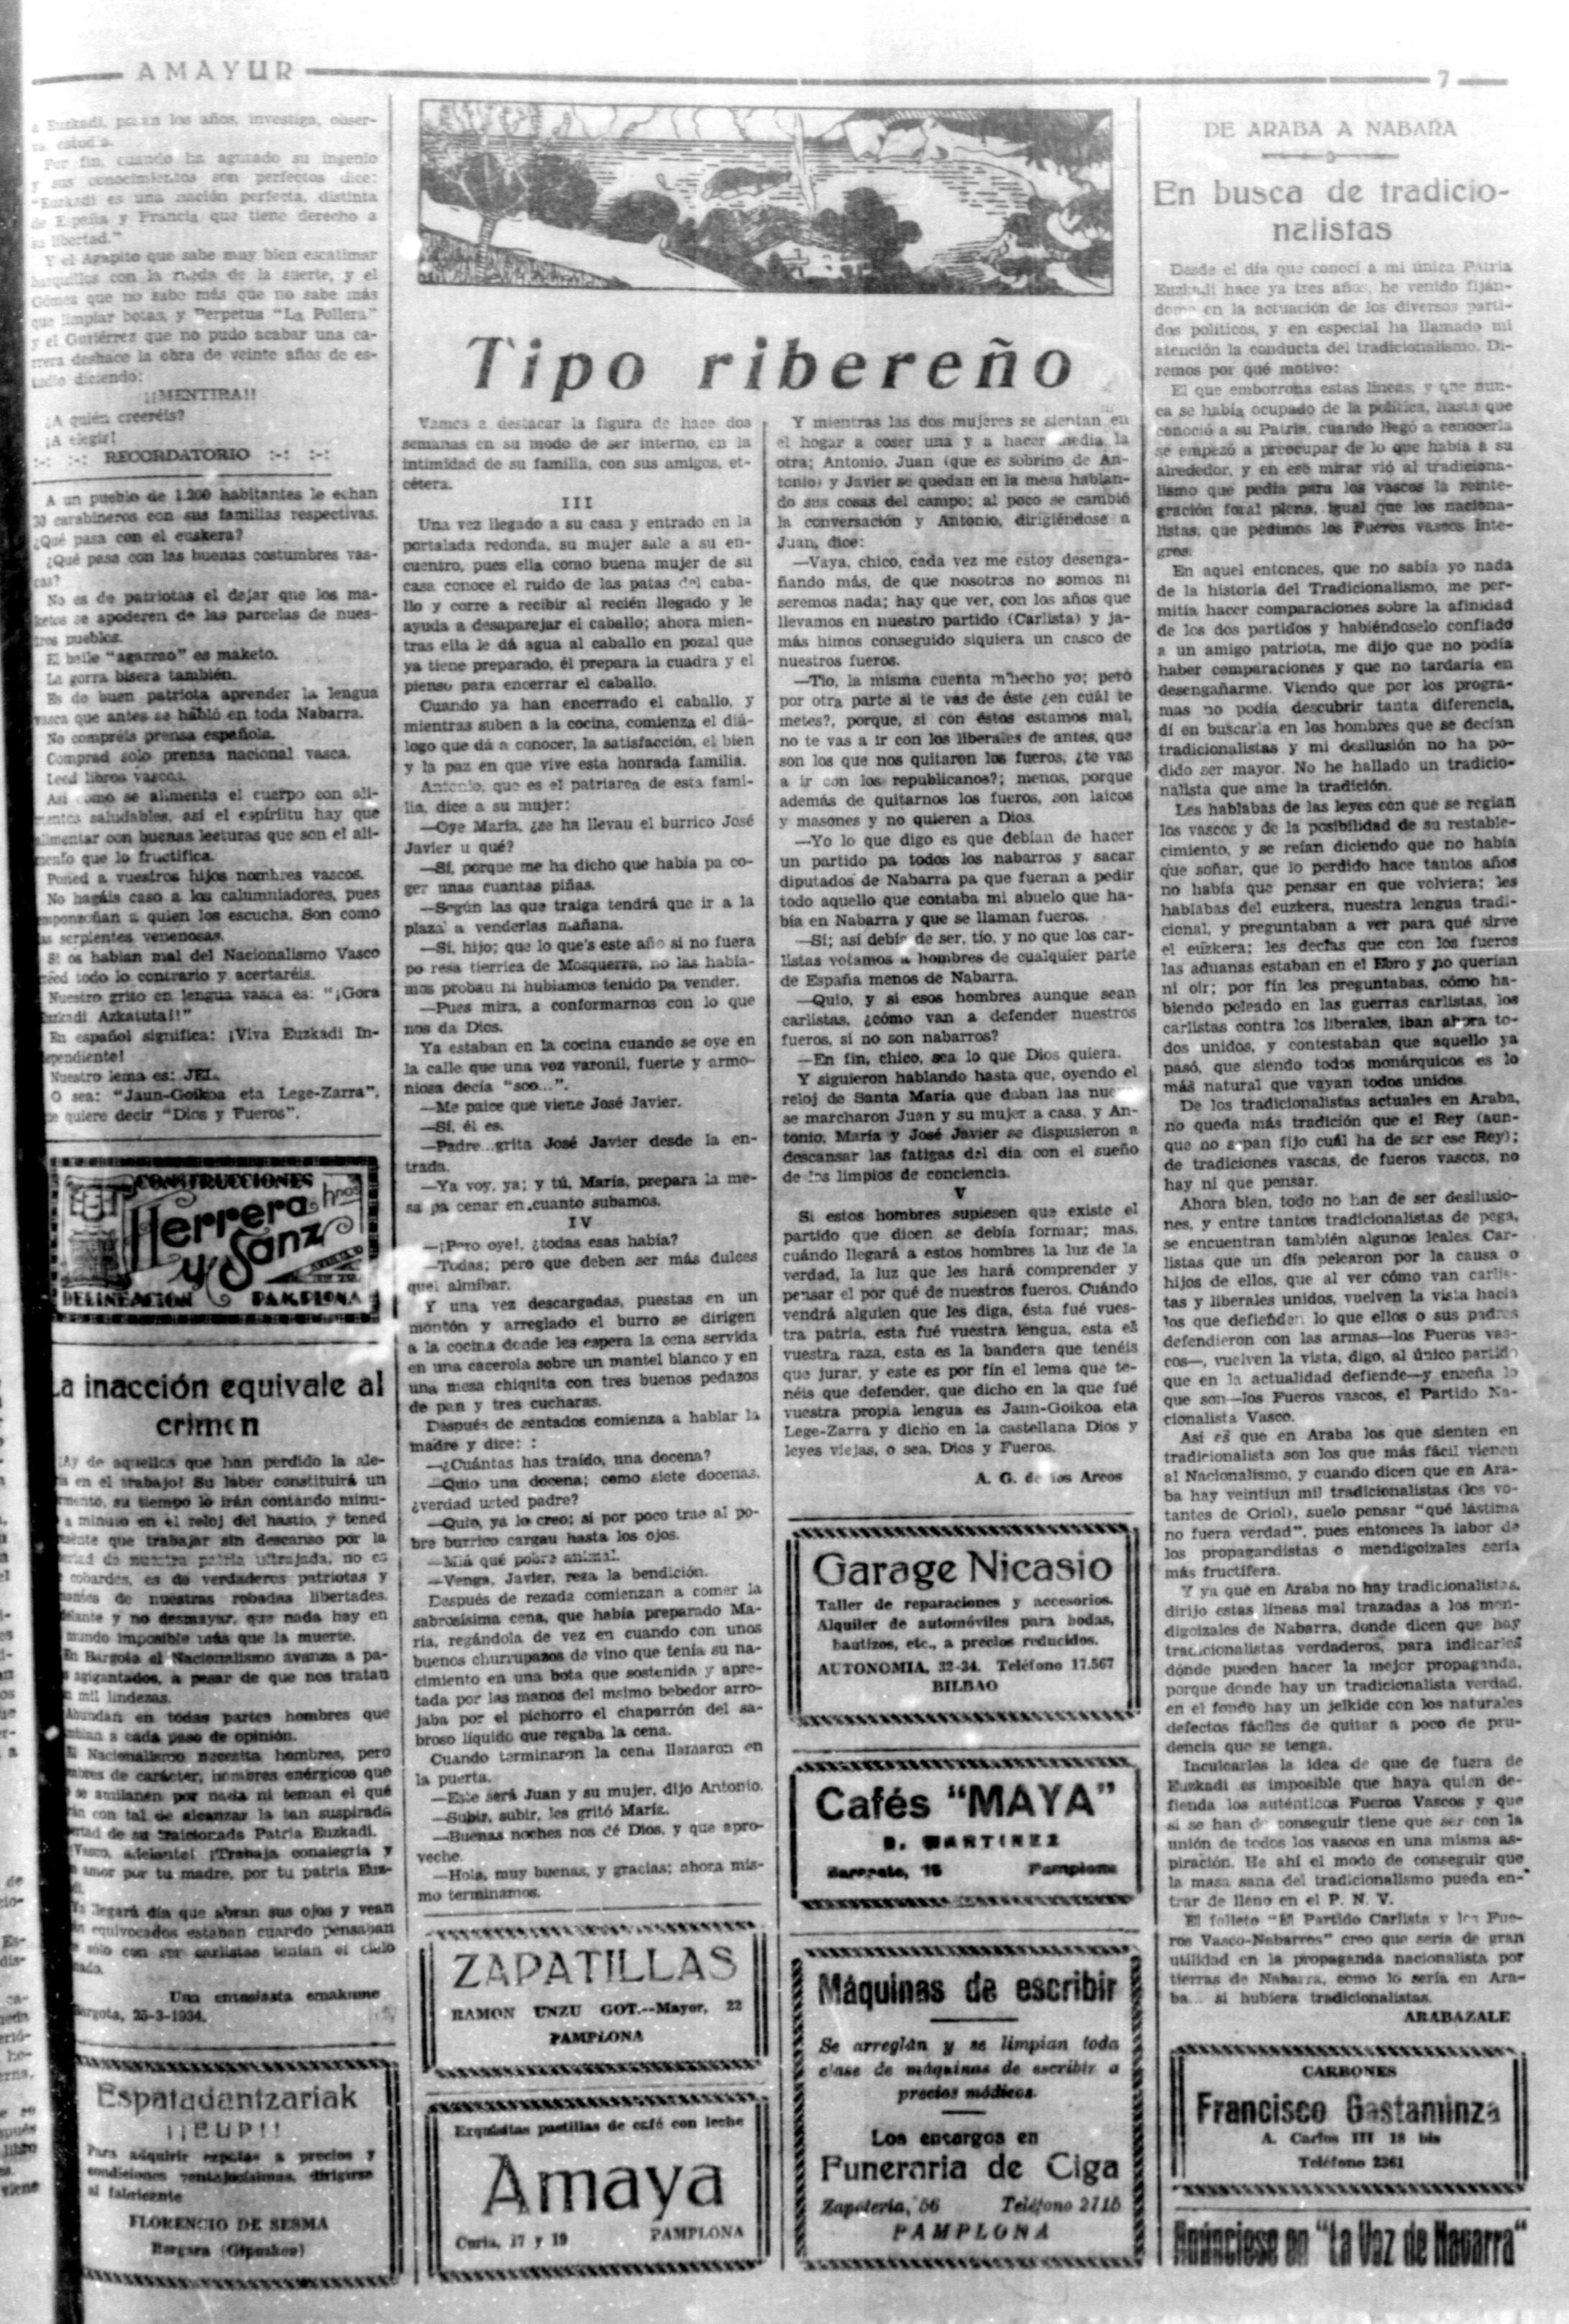 AMAYUR
7
a Euzkadi, pasan los años, investiga, obser-
Por fin, cuando ha aguzado su ingenio
y sus conocimientos son perfectos dice:
"Euzkadi es una nación perfecta, distinta
de España y Francia que tiene derecho a
su libertad."
Y el Agapito que sabe muy bien escatimar
barquillos con la rueda de la suerte, y el
Gómez que no sabe más que no sabe más
que limpiar botas, y Perpetua "La Pollera"
y el Gutiérrez que no pudo acabar una ca-
rrera deshace la obra de veinte años de es-
tudio diciendo:
¡¡MENTIRA!!
¿A quién creeréis?
¡A elegir!
:-: :-: RECORDATORIO :-: :-:
A un pueblo de 1.200 habitantes le echan
30 carabineros con sus familias respectivas.
¿Qué pasa con el euskera?
¿Qué pasa con las buenas costumbres vas-
cas?
No es de patriotas el dejar que los ma-
ketos se apoderen de las parcelas de nues-
tros pueblos.
El baile "agarrao" es maketo.
La gorra bisera también.
Es de buen patriota aprender la lengua
vasca que antes se habló en toda Nabarra.
No compréis prensa española.
Comprad sólo prensa nacional vasca.
Leed libros vascos.
Así como se alimenta el cuerpo con ali-
mentos saludables, así el espíritu hay que
alimentar con buenas lecturas que son el ali-
mento que lo fructifica.
Poned a vuestros hijos nombres vascos.
No hagáis caso a los calumniadores, pues
emponzoñan a quien los escucha. Son como
las serpientes venenosas.
Si os hablan mal del Nacionalismo Vasco
creed todo lo contrario y acertaréis.
Nuestro grito en lengua vasca es: "¡Gora
Euzkadi Azkatuta!!"
En español significa: ¡Viva Euzkadi In-
dependiente!
Nuestro lema es: JEL.
O sea: "Jaun-Goikoa eta Lege-Zarra",
que quiere decir "Dios y Fueros".
CONSTRUCCIONES
Herrera hnos
y Sanz
DELINEACION PAMPLONA
La inacción equivale al
crimen
¡Ay de aquellos que han perdido la ale-
en el trabajo! Su labor constituirá un
su tiempo lo irán contando minu-
a minuto en el reloj del hastío, y tened
que trabajar sin descanso por la
de nuestra patria ultrajada, no es
cobardes, es de verdaderos patriotas y
de nuestras robadas libertades.
y no desmayar, que nada hay en
mundo imposible más que la muerte.
En Bargota el Nacionalismo avanza a pa-
agigantados, a pesar de que nos tratan
mil lindezas.
Abundan en todas partes hombres que
a cada paso de opinión.
El Nacionalismo necesita hombres, pero
hombres de carácter, hombres enérgicos que
se amilanen por nada ni teman el qué
con tal de alcanzar la tan suspirada
de su traicionada Patria Euzkadi.
¡Vasco, adelante! ¡Trabaja con alegría y
amor por tu madre, por tu patria Euz-
Ya llegará día que abran sus ojos y vean
equivocados estaban cuando pensaban
sólo con ser carlistas tenían el cielo
Una entusiasta emakume
Bargota, 25-3-1934.
Espatadantzariak
¡¡EUP!!
Para adquirir espatas a precios y
condiciones ventajosísimas, dirigirse
al fabricante
FLORENCIO DE SESMA
Bergara (Gipuzkoa)
Tipo ribereño
Vamos a destacar la figura de hace dos
semanas en su modo de ser interno, en la
intimidad de su familia, con sus amigos, et-
cétera.
III
Una vez llegado a su casa y entrado en la
portalada redonda, su mujer sale a su en-
cuentro, pues ella como buena mujer de su
casa conoce el ruido de las patas del caba-
llo y corre a recibir al recién llegado y le
ayuda a desaparejar el caballo; ahora mien-
tras ella le dá agua al caballo en pozal que
ya tiene preparado, él prepara la cuadra y el
pienso para encerrar el caballo.
Cuando ya han encerrado el caballo, y
mientras suben a la cocina, comienza el diá-
logo que dá a conocer, la satisfacción, el bien
y la paz en que vive esta honrada familia.
Antonio, que es el patriarca de esta fami-
lia, dice a su mujer:
—Oye María, ¿se ha llevau el burrico José
Javier u qué?
—Sí, porque me ha dicho que había pa co-
ger unas cuantas piñas.
—Según las que traiga tendrá que ir a la
plaza a venderlas mañana.
—Sí, hijo; que lo que's este año si no fuera
po resa tierrica de Mosquerra, no las había-
mos probau ni hubiamos tenido pa vender.
—Pues mira, a conformarnos con lo que
nos da Dios.
Ya estaban en la cocina cuando se oye en
la calle que una voz varonil, fuerte y armo-
niosa decía "soo...".
—Me paice que viene José Javier.
—Sí, él es.
—Padre...grita José Javier desde la en-
trada.
—Ya voy, ya; y tú, María, prepara la me-
sa pa cenar en cuanto subamos.
IV
—¡Pero oye!, ¿todas esas había?
—Todas; pero que deben ser más dulces
quel almíbar.
Y una vez descargadas, puestas en un
montón y arreglado el burro se dirigen
a la cocina donde les espera la cena servida
en una cacerola sobre un mantel blanco y en
una mesa chiquita con tres buenos pedazos
de pan y tres cucharas.
Después de sentados comienza a hablar la
madre y dice: :
—¿Cuántas has traído, una docena?
—Quio una docena; como siete docenas.
¿verdad usted padre?
—Quio, ya lo creo; si por poco trae al po-
bre burrico cargau hasta los ojos.
—Miá qué pobre animal.
—Venga, Javier, reza la bendición.
Después de rezada comienzan a comer la
sabrosísima cena, que había preparado Ma-
ría, regándola de vez en cuando con unos
buenos churrupazos de vino que tenía su na-
cimiento en una bota que sostenida y apre-
tada por las manos del msimo bebedor arro-
jaba por el pichorro el chaparrón del sa-
broso líquido que regaba la cena.
Cuando terminaron la cena llamaron en
la puerta.
—Este será Juan y su mujer, dijo Antonio.
—Subir, subir, les gritó María.
—Buenas noches nos dé Dios, y que apro-
veche.
—Hola, muy buenas, y gracias; ahora mis-
mo terminamos.
ZAPATILLAS
RAMON UNZU GOT.--Mayor, 22
PAMPLONA
Exquisitas pastillas de café con leche
Amaya
Curia, 17 y 19 PAMPLONA
Y mientras las dos mujeres se sientan en
el hogar a coser una y a hacer media la
otra; Antonio, Juan (que es sobrino de An-
tonio) y Javier se quedan en la mesa hablan-
do sus cosas del campo; al poco se cambió
la conversación y Antonio, dirigiéndose a
Juan, dice:
—Vaya, chico, cada vez me estoy desenga-
ñando más, de que nosotros no somos ni
seremos nada; hay que ver, con los años que
llevamos en nuestro partido (Carlista) y ja-
más himos conseguido siquiera un casco de
nuestros fueros.
—Tio, la misma cuenta m'hecho yo; peró
por otra parte si te vas de éste ¿en cuál te
metes?, porque, si con éstos estamos mal,
no te vas a ir con los liberales de antes, que
son los que nos quitaron los fueros, ¿te vas
a ir con los republicanos?; menos, porque
además de quitarnos los fueros, son laicos
y masones y no quieren a Dios.
—Yo lo que digo es que debían de hacer
un partido pa todos los nabarros y sacar
diputados de Nabarra pa que fueran a pedir
todo aquello que contaba mi abuelo que ha-
bía en Nabarra y que se llaman fueros.
—Sí; así debía de ser, tío, y no que los car-
listas votamos a hombres de cualquier parte
de España menos de Nabarra.
—Quio, y si esos hombres aunque sean
carlistas, ¿cómo van a defender nuestros
fueros, si no son nabarros?
—En fin, chico, sea lo que Dios quiera.
Y siguieron hablando hasta que, oyendo el
reloj de Santa María que daban las nueve,
se marcharon Juan y su mujer a casa, y An-
tonio, María y José Javier se dispusieron a
descansar las fatigas del día con el sueño
de los limpios de conciencia.
V
Si estos hombres supiesen que existe el
partido que dicen se debía formar; mas,
cuándo llegará a estos hombres la luz de la
verdad, la luz que les hará comprender y
pensar el por qué de nuestros fueros. Cuándo
vendrá alguien que les diga, ésta fué vues-
tra patria, esta fué vuestra lengua, esta es
vuestra raza, esta es la bandera que tenéis
que jurar, y este es por fín el lema que te-
néis que defender, que dicho en la que fué
vuestra propia lengua es Jaun-Goikoa eta
Lege-Zarra y dicho en la castellana Dios y
leyes viejas, o sea, Dios y Fueros.
A. G. de los Arcos
Garage Nicasio
Taller de reparaciones y accesorios.
Alquiler de automóviles para bodas,
bautizos, etc., a precios reducidos.
AUTONOMIA, 32-34. Teléfono 17.567
BILBAO
Cafés "MAYA"
MARTINEZ
Pamplona
Máquinas de escribir
Se arreglan y se limpian toda
clase de máquinas de escribir a
precios módicos.
Los encargos en
Funeraria de Ciga
Zapatería, 56 Teléfono 2715
PAMPLONA
DE ARABA A NABAŔA
En busca de tradicio-
nalistas
Desde el día que conocí a mi única Patria
Euzkadi hace ya tres años, he venido fiján-
dome en la actuación de los diversos parti-
dos políticos, y en especial ha llamado mi
atención la conducta del tradicionalismo. Di-
remos por qué motivo:
El que emborrona estas líneas, y que nun-
ca se había ocupado de la política, hasta que
conoció a su Patria, cuando llegó a conocerla
se empezó a preocupar de lo que había a su
alrededor, y en ese mirar vió al tradiciona-
lismo que pedía para los vascos la reinte-
gración foral plena, igual que los naciona-
listas, que pedimos los Fueros vascos ínte-
gros.
En aquel entonces, que no sabía yo nada
de la historia del Tradicionalismo, me per-
mitía hacer comparaciones sobre la afinidad
de los dos partidos y habiéndoselo confiado
a un amigo patriota, me dijo que no podía
haber comparaciones y que no tardaría en
desengañarme. Viendo que por los progra-
mas no podía descubrir tanta diferencia,
dí en buscarla en los hombres que se decían
tradicionalistas y mi desilusión no ha po-
dido ser mayor. No he hallado un tradicio-
nalista que ame la tradición.
Les hablabas de las leyes con que se regían
los vascos y de la posibilidad de su restable-
cimiento, y se reían diciendo que no había
que soñar, que lo perdido hace tantos años
no había que pensar en que volviera; les
hablabas del euzkera, nuestra lengua tradi-
cional, y preguntaban a ver para qué sirve
el euzkera; les decías que con los fueros
las aduanas estaban en el Ebro y no querían
ni oir; por fin les preguntabas, cómo ha-
biendo peleado en las guerras carlistas, los
carlistas contra los liberales, iban ahora to-
dos unidos, y contestaban que aquello ya
pasó, que siendo todos monárquicos es lo
más natural que vayan todos unidos.
De los tradicionalistas actuales en Araba,
no queda más tradición que el Rey (aun-
que no sepan fijo cuál ha de ser ese Rey);
de tradiciones vascas, de fueros vascos, no
hay ni que pensar.
Ahora bien, todo no han de ser desilusio-
nes, y entre tantos tradicionalistas de pega,
se encuentran también algunos leales. Car-
listas que un día pelearon por la causa o
hijos de ellos, que al ver cómo van carlis-
tas y liberales unidos, vuelven la vista hacia
los que defienden lo que ellos o sus padres
defendieron con las armas—los Fueros vas-
cos—, vuelven la vista, digo, al único partido
que en la actualidad defiende—y enseña lo
que son—los Fueros vascos, el Partido Na-
cionalista Vasco.
Así es que en Araba los que sienten en
tradicionalista son los que más fácil vienen
al Nacionalismo, y cuando dicen que en Ara-
ba hay veintiun mil tradicionalistas (los vo-
tantes de Oriol), suelo pensar "qué lástima
no fuera verdad", pues entonces la labor de
los propagandistas o mendigoizales sería
más fructífera.
Y ya que en Araba no hay tradicionalistas,
dirijo estas líneas mal trazadas a los men-
digoizales de Nabarra, donde dicen que hay
tradicionalistas verdaderos, para indicarles
dónde pueden hacer la mejor propaganda,
porque donde hay un tradicionalista verdad,
en el fondo hay un jelkide con los naturales
defectos fáciles de quitar a poco de pru-
dencia que se tenga.
Inculcarles la idea de que de fuera de
Euzkadi es imposible que haya quien de-
fienda los auténticos Fueros Vascos y que
si se han de conseguir tiene que ser con la
unión de todos los vascos en una misma as-
piración. He ahí el modo de conseguir que
la masa sana del tradicionalismo pueda en-
trar de lleno en el P. N. V.
El folleto "El Partido Carlista y los Fue-
ros Vasco-Nabarros" creo que sería de gran
utilidad en la propaganda nacionalista por
tierras de Nabarra, como lo sería en Ara-
ba... si hubiera tradicionalistas.
ARABAZALE
CARBONES
Francisco Gastaminza
A. Carlos III 18 bis
Teléfono 2361
Anúnciese en "La Voz de Navarra"